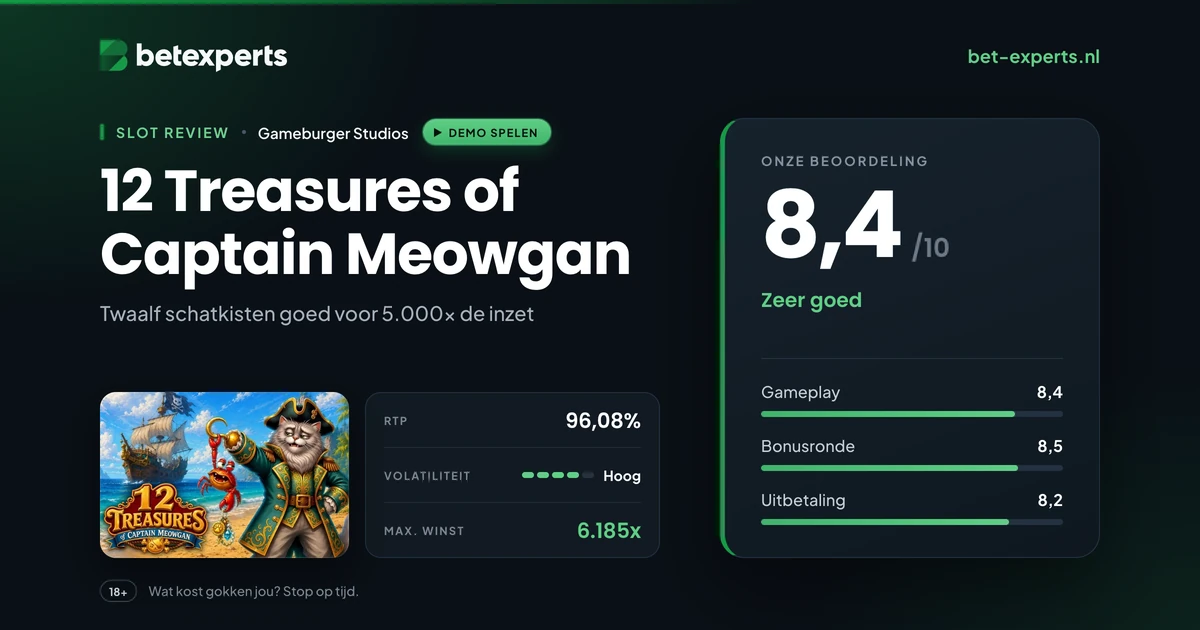 betexperts
bet-experts.nl
SLOT REVIEW • Gameburger Studios ▶ DEMO SPELEN
12 Treasures of
Captain Meowgan
Twaalf schatkisten goed voor 5.000× de inzet
12
TREASURES
OF CAPTAIN MEOWGAN
RTP 96,08%
VOLATILITEIT Hoog
MAX. WINST 6.185x
ONZE BEOORDELING
8,4 /10
Zeer goed
Gameplay 8,4
Bonusronde 8,5
Uitbetaling 8,2
18+ Wat kost gokken jou? Stop op tijd.